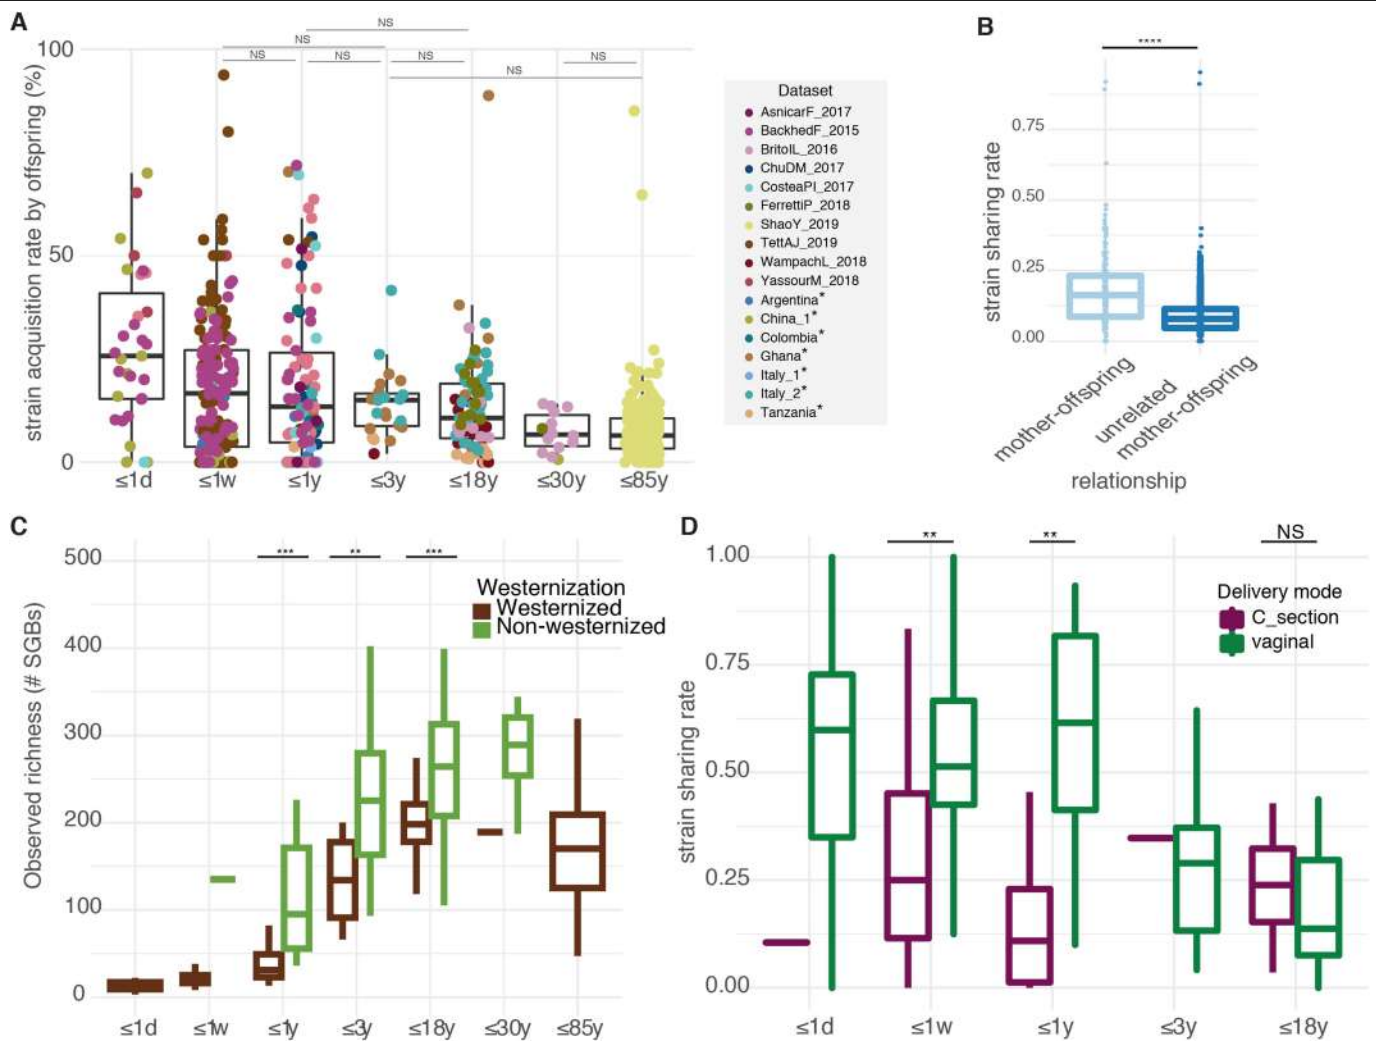 A
NS
NS
NS
NS
NS
NS
NS
strain acquisition rate by offspring (%)
100
50
0
≤1d
≤1w
≤1y
≤3y
≤18y
≤30y
≤85y
Dataset
AsnicarF_2017
BackhedF_2015
BritoIL_2016
ChuDM_2017
CosteaPI_2017
FerrettiP_2018
ShaoY_2019
TettAJ_2019
WampachL_2018
YassourM_2018
Argentina*
China_1*
Colombia*
Ghana*
Italy_1*
Italy_2*
Tanzania*
B
****
strain sharing rate
0.75
0.50
0.25
0.00
mother-offspring
unrelated
mother-offspring
relationship
C
Observed richness (# SGBs)
500
400
300
200
100
0
***
**
***
Westernization
Westernized
Non-westernized
≤1d
≤1w
≤1y
≤3y
≤18y
≤30y
≤85y
D
strain sharing rate
1.00
0.75
0.50
0.25
0.00
**
**
NS
Delivery mode
C_section
vaginal
≤1d
≤1w
≤1y
≤3y
≤18y